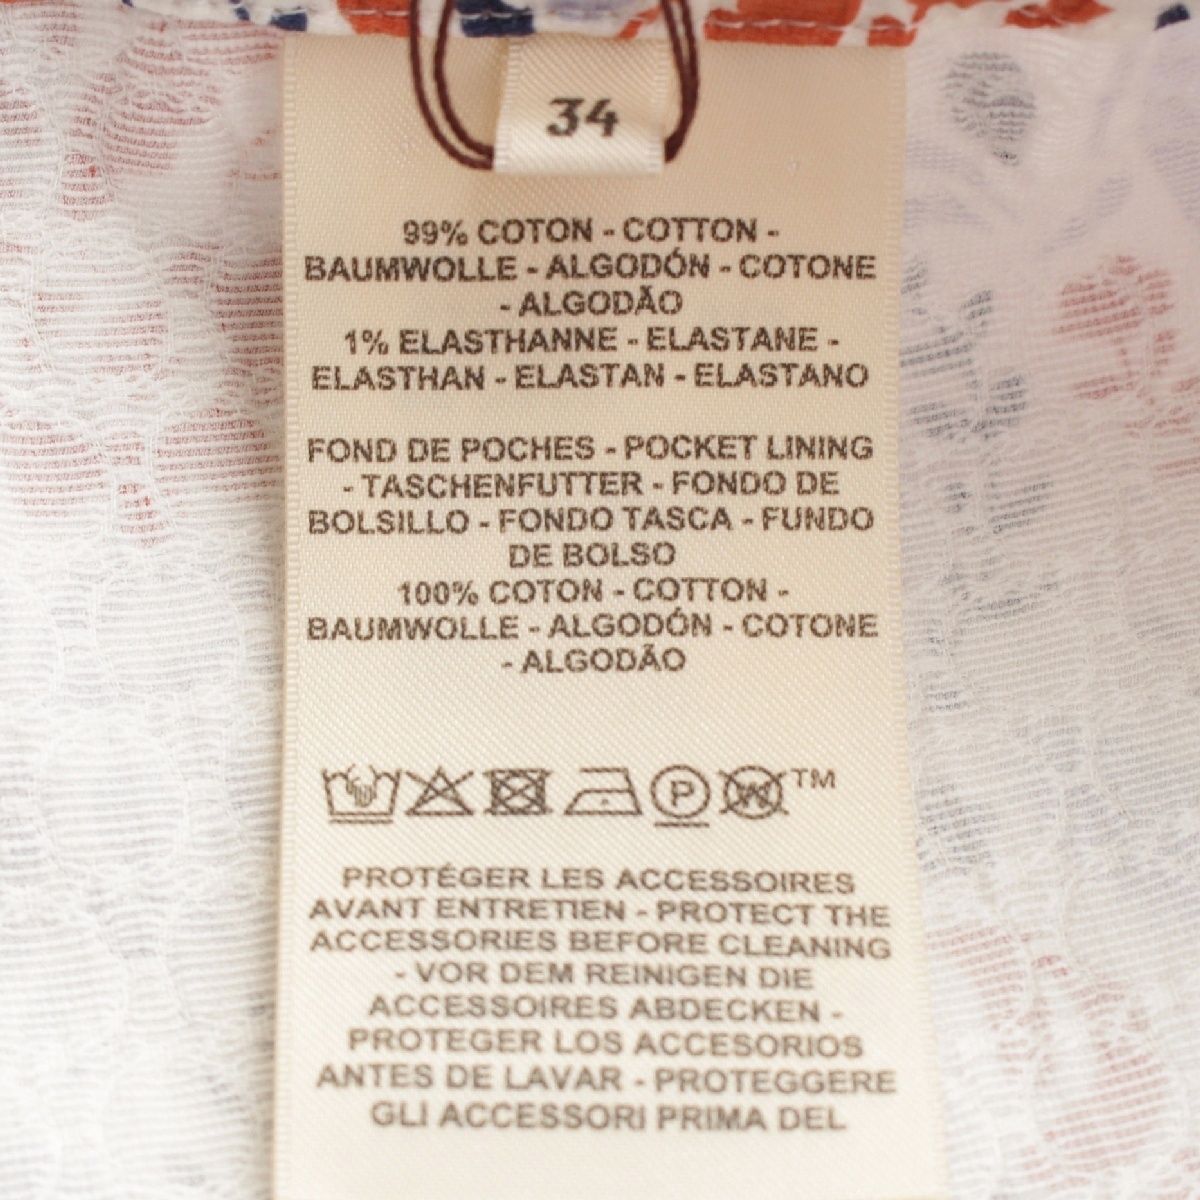 34
99% COTON - COTTON -
BAUMWOLLE - ALGODÓN - COTONE
- ALGODÃO
1% ELASTHANNE - ELASTANE -
ELASTHAN - ELASTAN - ELASTANO
FOND DE POCHES - POCKET LINING
- TASCHENFUTTER - FONDO DE
BOLSILLO - FONDO TASCA - FUNDO
DE BOLSO
100% COTON - COTTON -
BAUMWOLLE - ALGODÓN - COTONE
- ALGODÃO
P W TM
PROTÉGER LES ACCESSOIRES
AVANT ENTRETIEN - PROTECT THE
ACCESSORIES BEFORE CLEANING
- VOR DEM REINIGEN DIE
ACCESSOIRES ABDECKEN -
PROTEGER LOS ACCESORIOS
ANTES DE LAVAR - PROTEGGERE
GLI ACCESSORI PRIMA DEL